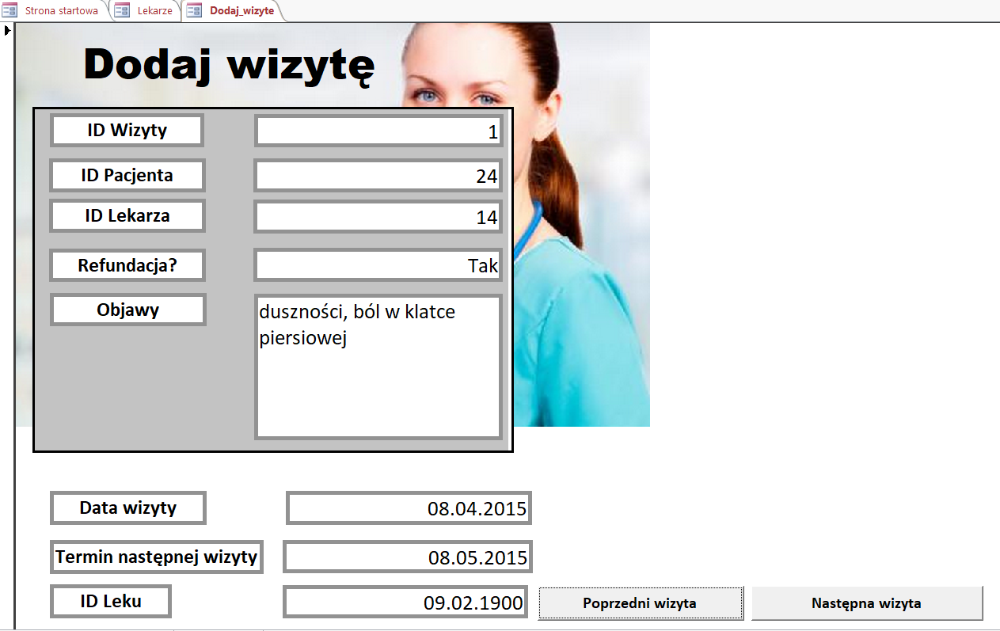 Strona startowa
Lekarze
Dodaj_wizyte
Dodaj wizytę
ID Wizyty
1
ID Pacjenta
24
ID Lekarza
14
Refundacja?
Tak
Objawy
duszności, ból w klatce
piersiowej
Data wizyty
08.04.2015
Termin następnej wizyty
08.05.2015
ID Leku
09.02.1900
Poprzedni wizyta
Następna wizyta